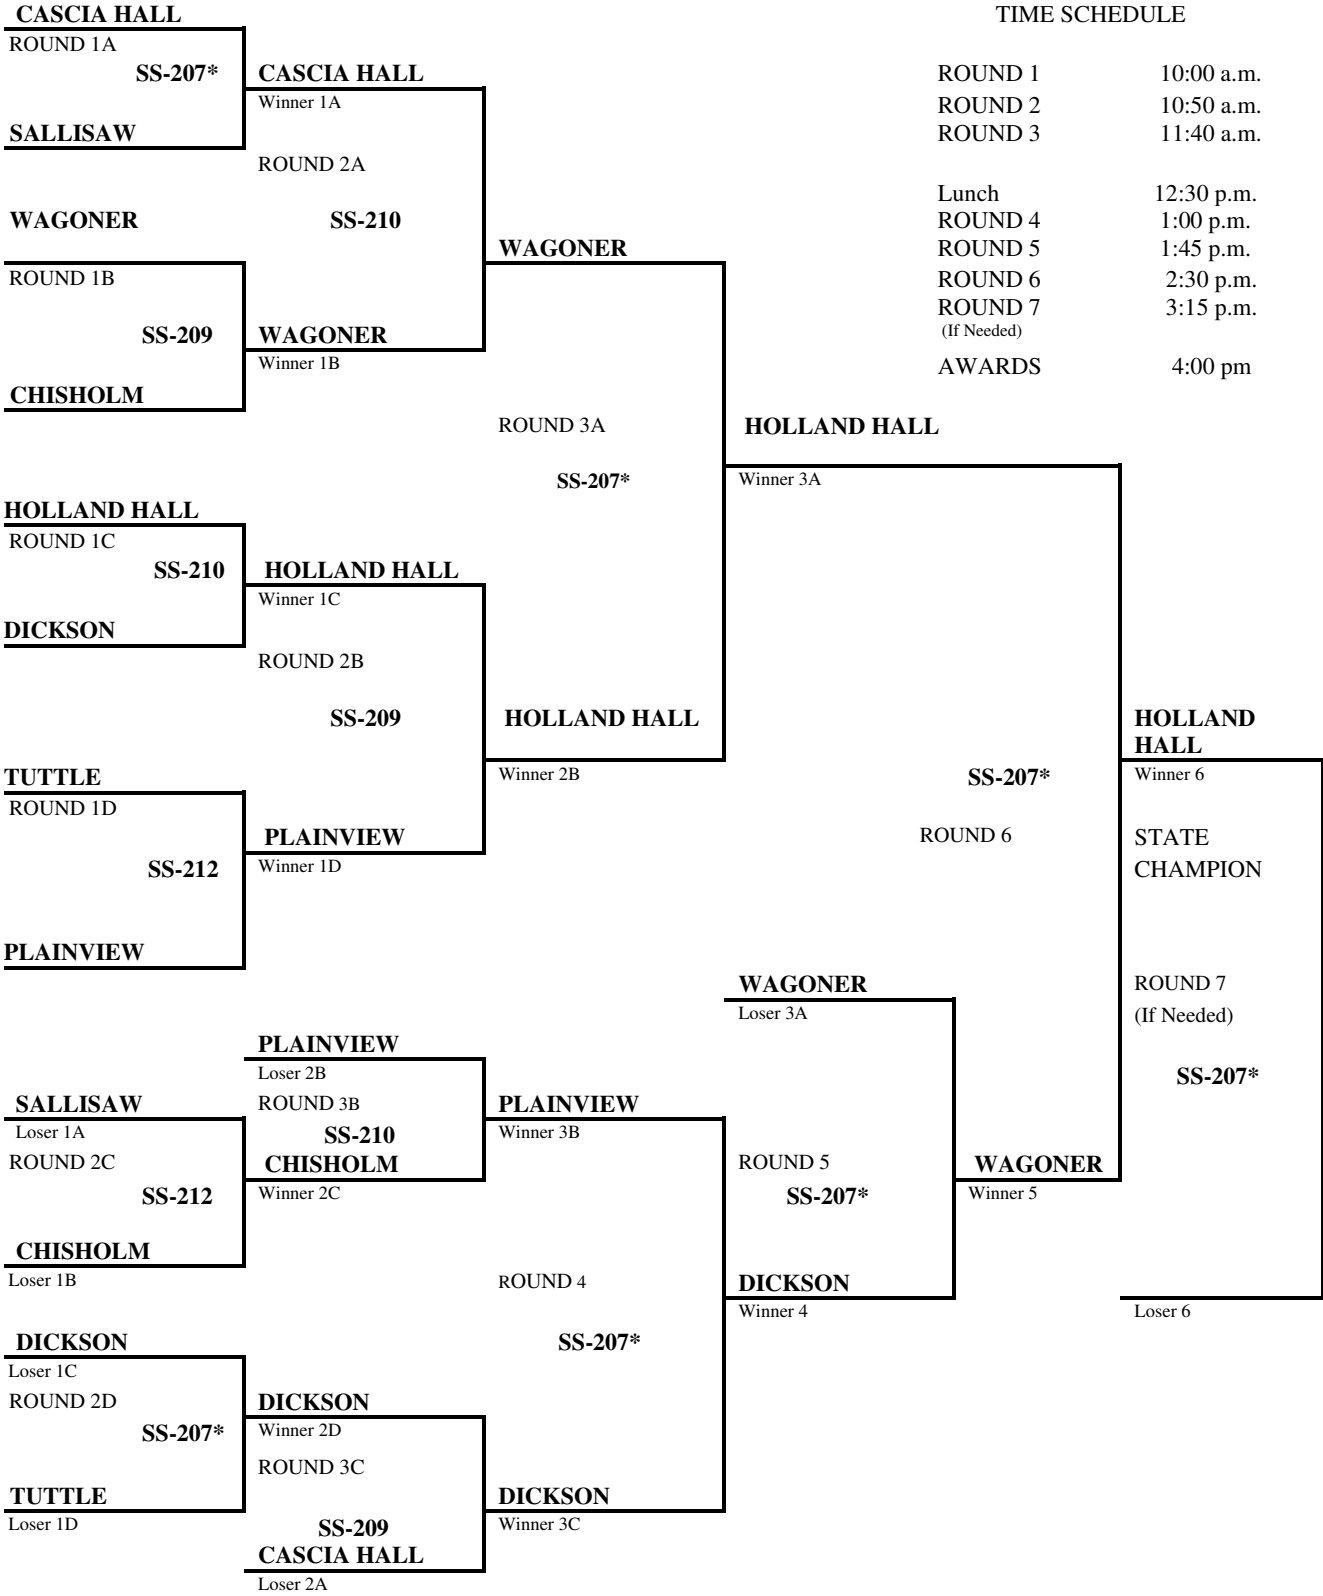 CASCIA HALL
TIME SCHEDULE
ROUND 1A
SS-207*
CASCIA HALL
ROUND 1 10:00 a.m.
Winner 1A
ROUND 2 10:50 a.m.
SALLISAW
ROUND 3 11:40 a.m.
ROUND 2A
Lunch 12:30 p.m.
WAGONER
SS-210
ROUND 4 1:00 p.m.
WAGONER
ROUND 5 1:45 p.m.
ROUND 1B
ROUND 6 2:30 p.m.
ROUND 7 3:15 p.m.
(If Needed)
SS-209
WAGONER
Winner 1B
AWARDS 4:00 pm
CHISHOLM
ROUND 3A
HOLLAND HALL
SS-207*
Winner 3A
HOLLAND HALL
ROUND 1C
SS-210
HOLLAND HALL
Winner 1C
DICKSON
ROUND 2B
SS-209
HOLLAND HALL
HOLLAND
HALL
TUTTLE
Winner 2B
SS-207*
Winner 6
ROUND 1D
PLAINVIEW
ROUND 6
STATE
SS-212
Winner 1D
CHAMPION
PLAINVIEW
WAGONER
ROUND 7
Loser 3A
(If Needed)
PLAINVIEW
Loser 2B
SS-207*
SALLISAW
ROUND 3B
PLAINVIEW
Loser 1A
SS-210
Winner 3B
ROUND 2C
CHISHOLM
ROUND 5
WAGONER
SS-212
Winner 2C
SS-207*
Winner 5
CHISHOLM
Loser 1B
ROUND 4
DICKSON
Winner 4
Loser 6
DICKSON
SS-207*
Loser 1C
ROUND 2D
DICKSON
SS-207*
Winner 2D
ROUND 3C
TUTTLE
DICKSON
Loser 1D
SS-209
Winner 3C
CASCIA HALL
Loser 2A